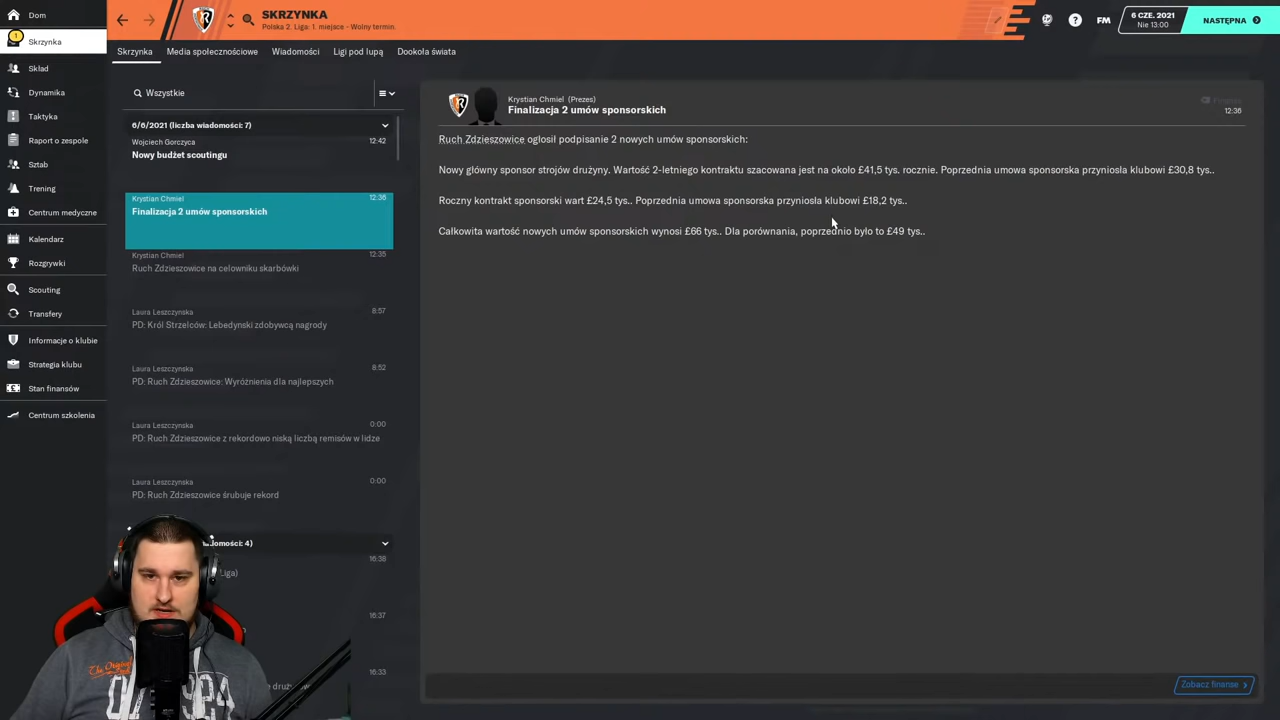 Dom
1
Skrzynka
Skład
Dynamika
Taktyka
Raport o zespole
Sztab
Trening
Centrum medyczne
Kalendarz
Rozgrywki
Scouting
Transfery
Informacje o klubie
Strategia klubu
Stan finansów
Centrum szkolenia
SKRZYNKA
Polska 2. Liga: 1. miejsce - Wolny termin.
?
FM
6 CZE. 2021
Nie 13:00
NASTĘPNA
Skrzynka
Media społecznościowe
Wiadomości
Ligi pod lupą
Dookoła świata
Wszystkie
6/6/2021 (liczba wiadomości: 7)
Wojciech Gorczyca
12:42
Nowy budżet scoutingu
Krystian Chmiel
12:36
Finalizacja 2 umów sponsorskich
Krystian Chmiel
12:35
Ruch Zdzieszowice na celowniku skarbówki
Laura Leszczynska
8:57
PD: Król Strzelców: Lebedynski zdobywcą nagrody
Laura Leszczynska
8:52
PD: Ruch Zdzieszowice: Wyróżnienia dla najlepszych
Laura Leszczynska
0:00
PD: Ruch Zdzieszowice z rekordowo niską liczbą remisów w lidze
Laura Leszczynska
0:00
PD: Ruch Zdzieszowice śrubuje rekord
adomości: 4)
16:38
Liga)
16:37
16:33
Krystian Chmiel (Prezes)
Finalizacja 2 umów sponsorskich
Finanse
12:36
Ruch Zdzieszowice ogłosił podpisanie 2 nowych umów sponsorskich:
Nowy główny sponsor strojów drużyny. Wartość 2-letniego kontraktu szacowana jest na około £41,5 tys. rocznie. Poprzednia umowa sponsorska przyniosła klubowi £30,8 tys..
Roczny kontrakt sponsorski wart £24,5 tys.. Poprzednia umowa sponsorska przyniosła klubowi £18,2 tys..
Całkowita wartość nowych umów sponsorskich wynosi £66 tys.. Dla porównania, poprzednio było to £49 tys..
Zobacz finanse